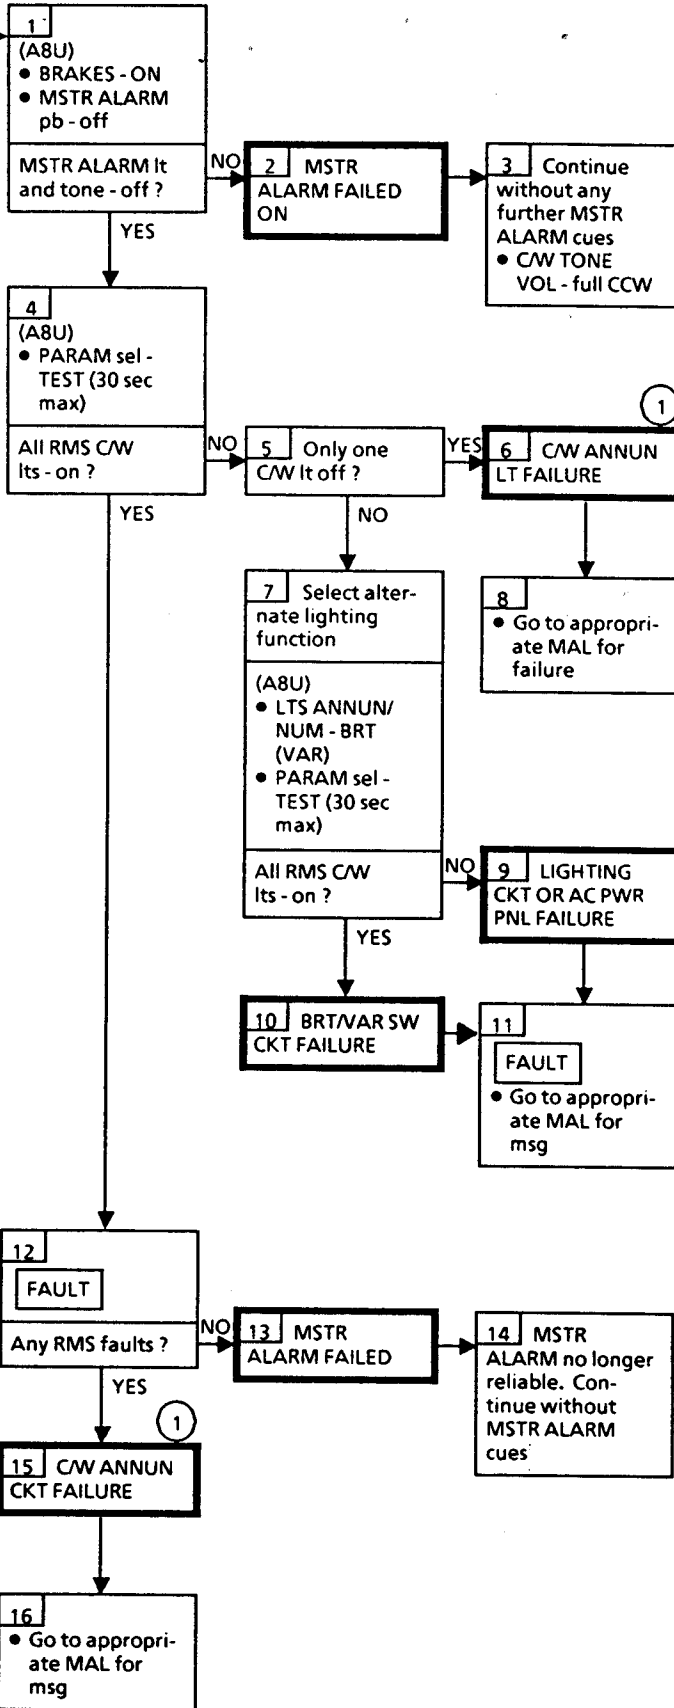 1
(A8U)
• BRAKES - ON
• MSTR ALARM
pb - off
MSTR ALARM lt
and tone - off ?
NO
YES
2 MSTR
ALARM FAILED
ON
3 Continue
without any
further MSTR
ALARM cues
• C/W TONE
VOL - full CCW
4
(A8U)
• PARAM sel -
TEST (30 sec
max)
All RMS C/W
lts - on ?
NO
YES
5 Only one
C/W lt off ?
YES
NO
1
6 C/W ANNUN
LT FAILURE
7 Select alter-
nate lighting
function
(A8U)
• LTS ANNUN/
NUM - BRT
(VAR)
• PARAM sel -
TEST (30 sec
max)
All RMS C/W
lts - on ?
NO
YES
8
• Go to appropri-
ate MAL for
failure
9 LIGHTING
CKT OR AC PWR
PNL FAILURE
10 BRT/VAR SW
CKT FAILURE
11
FAULT
• Go to appropri-
ate MAL for
msg
12
FAULT
Any RMS faults ?
NO
YES
13 MSTR
ALARM FAILED
14 MSTR
ALARM no longer
reliable. Con-
tinue without
MSTR ALARM
cues
1
15 C/W ANNUN
CKT FAILURE
16
• Go to appropri-
ate MAL for
msg